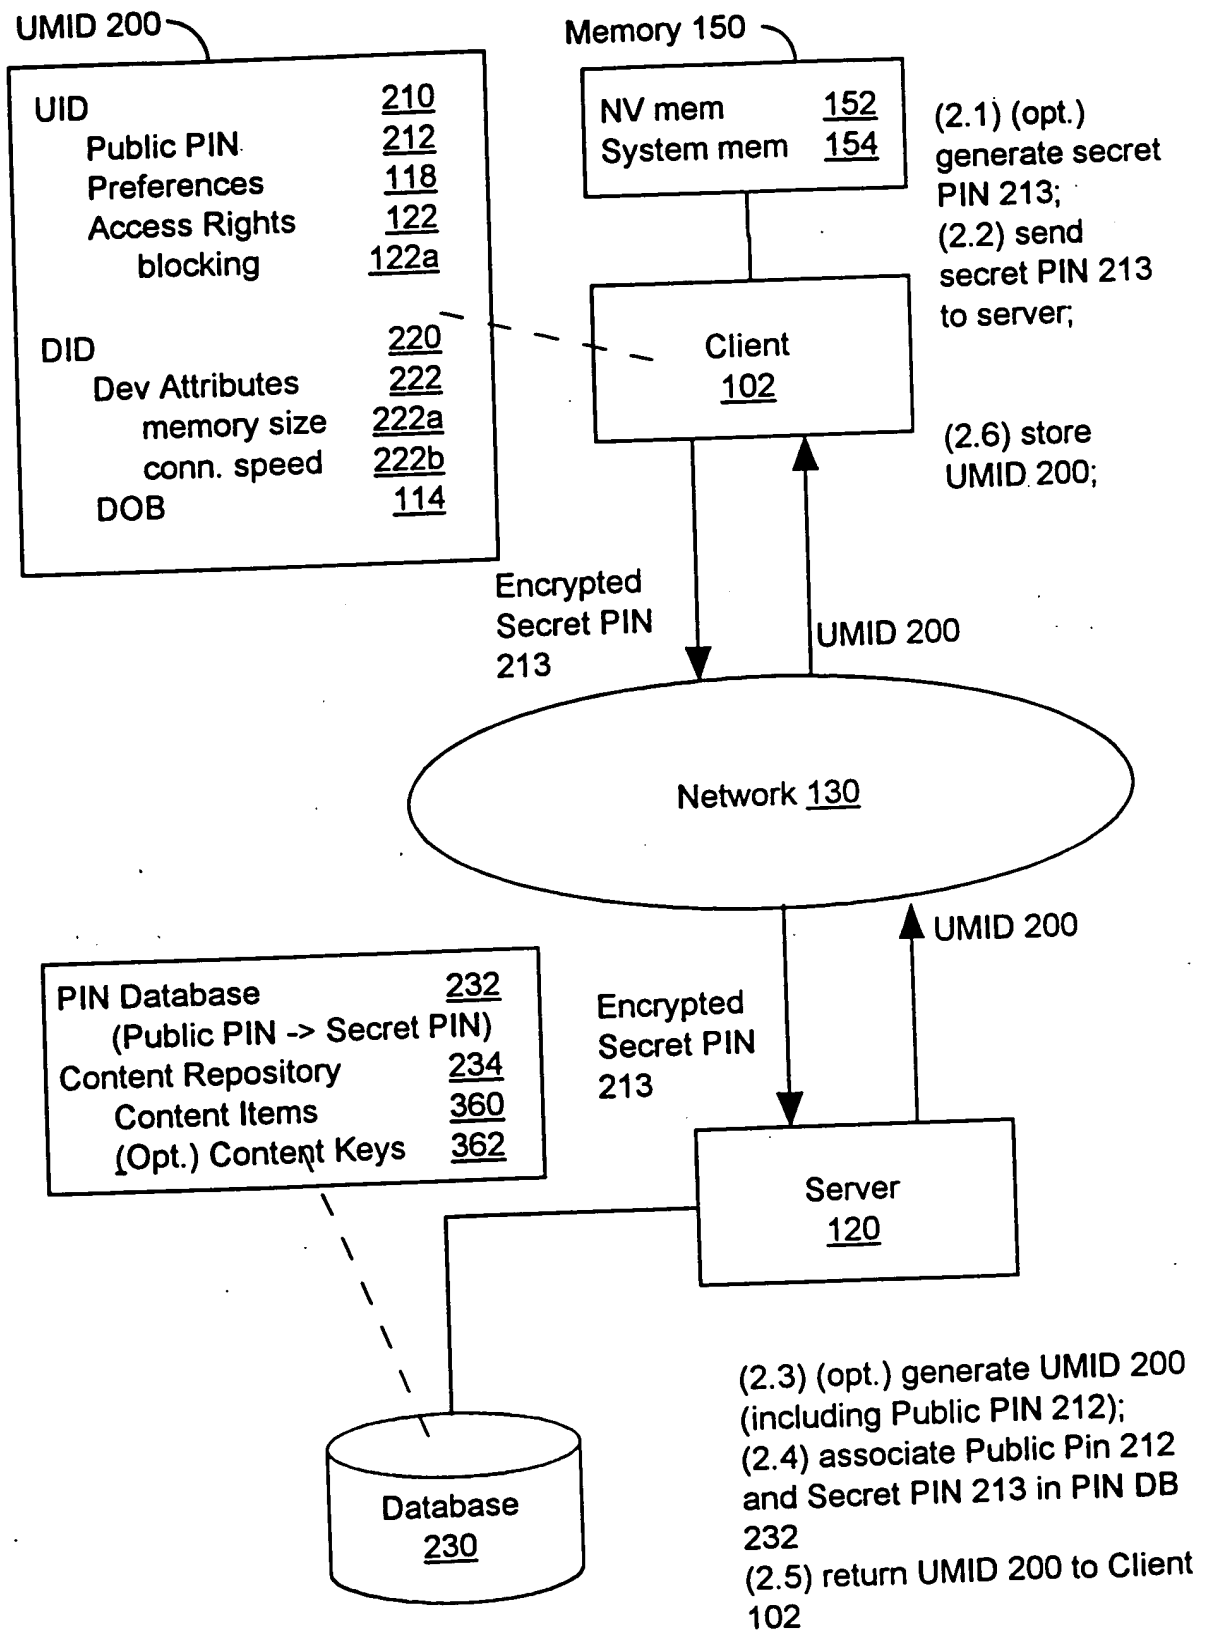 UMID 200
UID 210
Public PIN 212
Preferences 118
Access Rights 122
blocking 122a
DID 220
Dev Attributes 222
memory size 222a
conn. speed 222b
DOB 114
Memory 150
NV mem 152
System mem 154
(2.1) (opt.)
generate secret
PIN 213;
(2.2) send
secret PIN 213
to server;
Client
102
(2.6) store
UMID 200;
Encrypted
Secret PIN
213
UMID 200
Network 130
UMID 200
Encrypted
Secret PIN
213
PIN Database 232
(Public PIN -> Secret PIN)
Content Repository 234
Content Items 360
(Opt.) Content Keys 362
Server
120
Database
230
(2.3) (opt.) generate UMID 200
(including Public PIN 212);
(2.4) associate Public Pin 212
and Secret PIN 213 in PIN DB
232
(2.5) return UMID 200 to Client
102